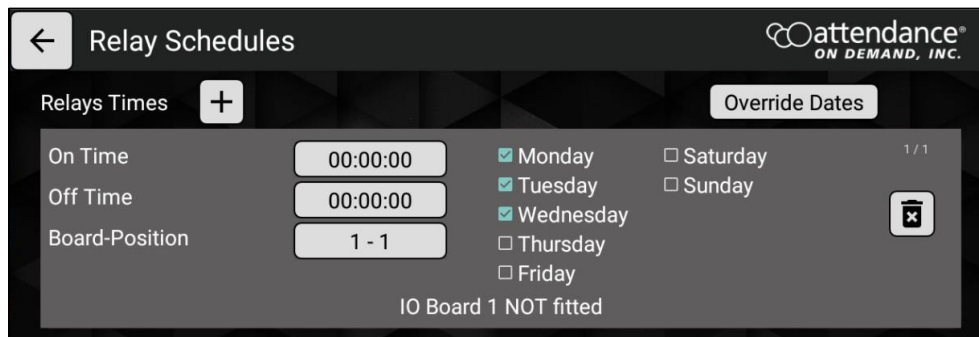 Relay Schedules
attendance®
ON DEMAND, INC.
Relays Times
+
Override Dates
On Time
00:00:00
Monday
Saturday
1 / 1
Off Time
00:00:00
Tuesday
Sunday
Wednesday
Board-Position
1 - 1
Thursday
Friday
IO Board 1 NOT fitted